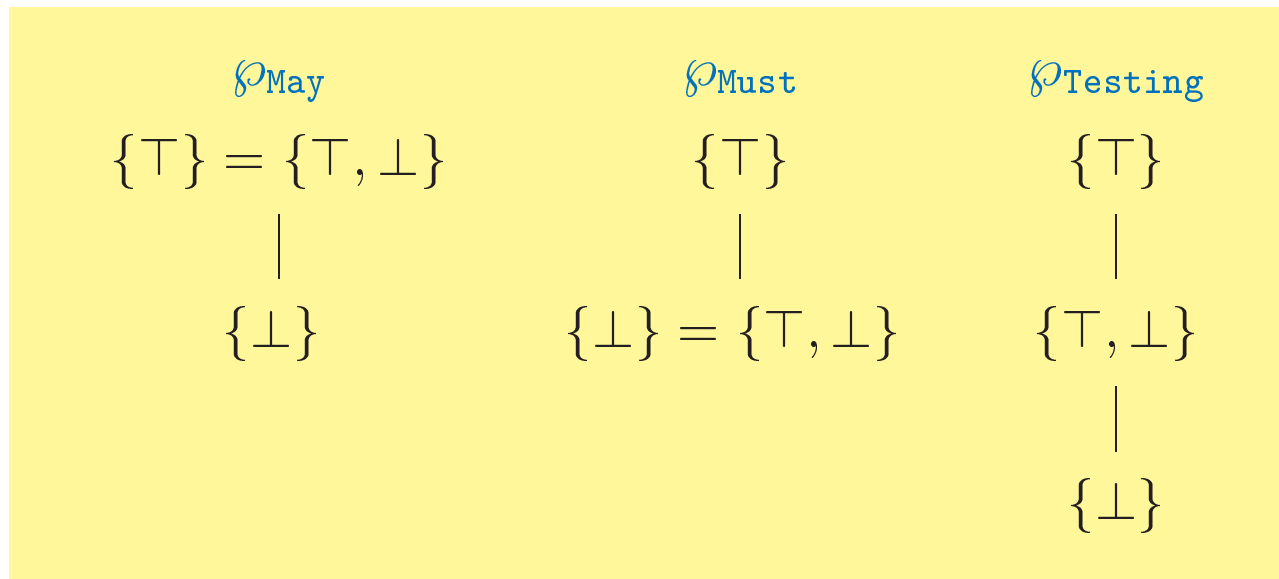 ℘May ℘Must ℘Testing
{⊤} = {⊤, ⊥} {⊤} {⊤}
{⊥} {⊥} = {⊤, ⊥} {⊤, ⊥}
{⊥}